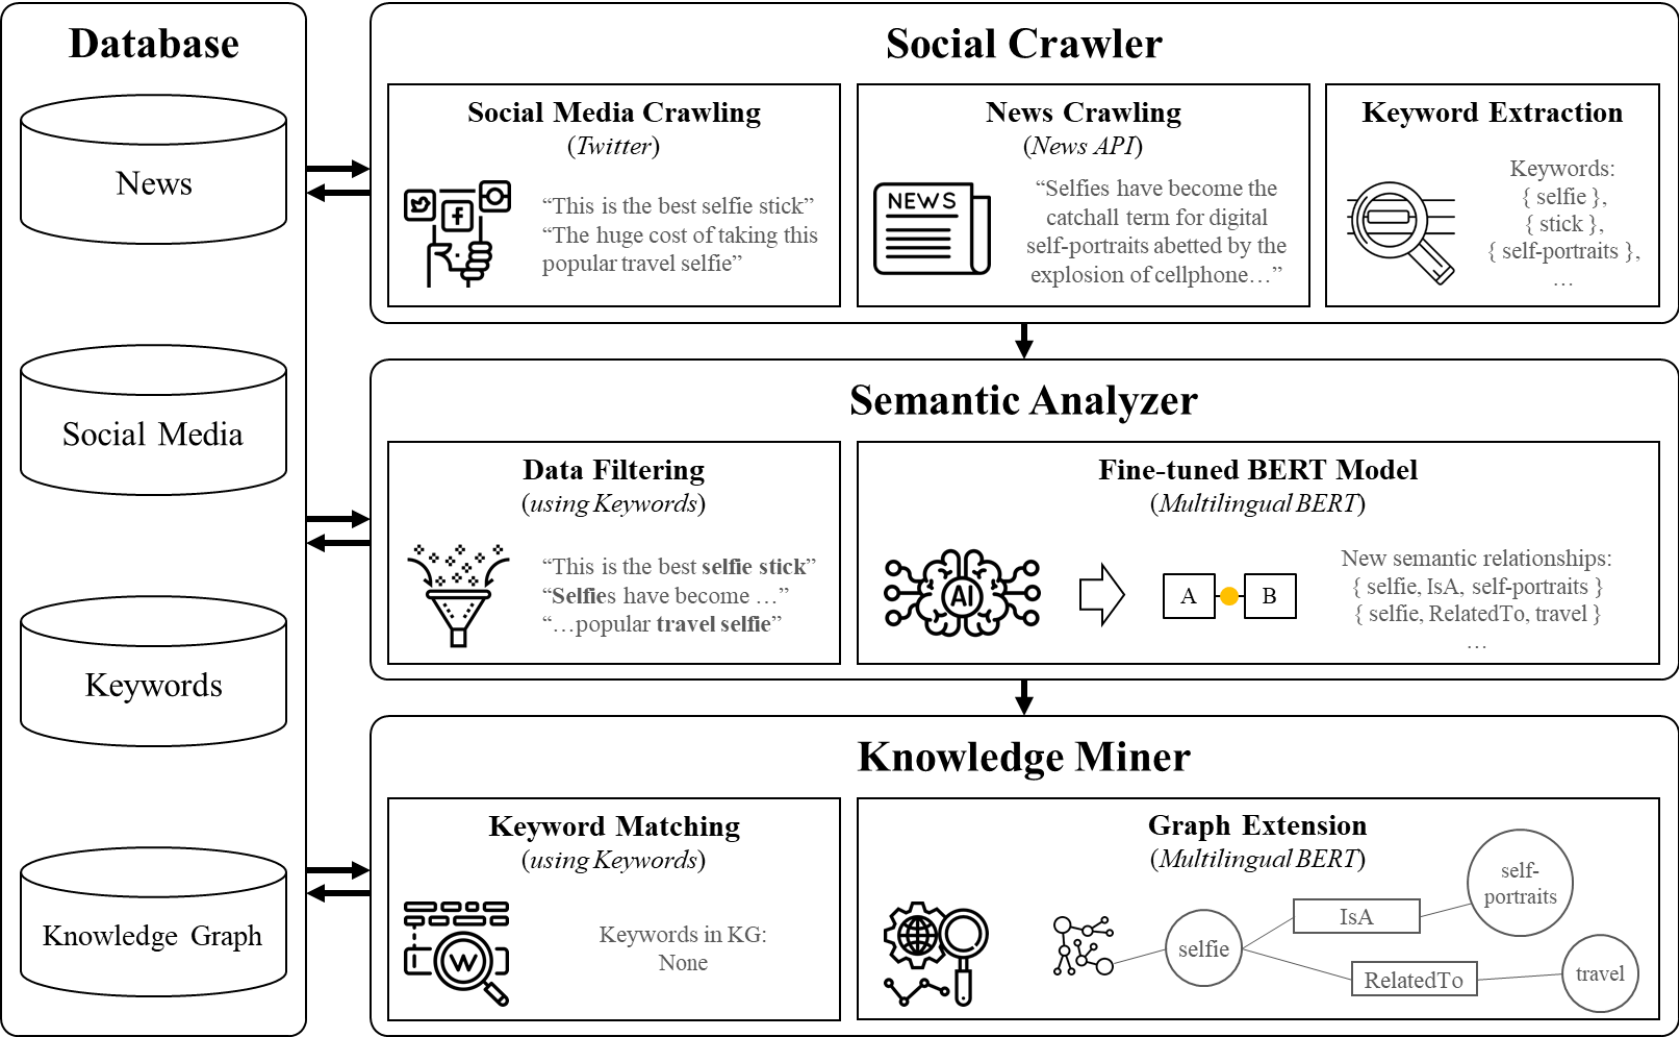 Database
News
Social Media
Keywords
Knowledge Graph
Social Crawler
Social Media Crawling
(Twitter)
f
“This is the best selfie stick”
“The huge cost of taking this
popular travel selfie”
News Crawling
(News API)
NEWS
“Selfies have become the
catchall term for digital
self-portraits abetted by the
explosion of cellphone…”
Keyword Extraction
Keywords:
{ selfie },
{ stick },
{ self-portraits },
…
Semantic Analyzer
Data Filtering
(using Keywords)
“This is the best selfie stick”
“Selfies have become …”
“…popular travel selfie”
Fine-tuned BERT Model
(Multilingual BERT)
AI
A
B
New semantic relationships:
{ selfie, IsA, self-portraits }
{ selfie, RelatedTo, travel }
…
Knowledge Miner
Keyword Matching
(using Keywords)
W
Keywords in KG:
None
Graph Extension
(Multilingual BERT)
selfie
IsA
self-
portraits
RelatedTo
travel